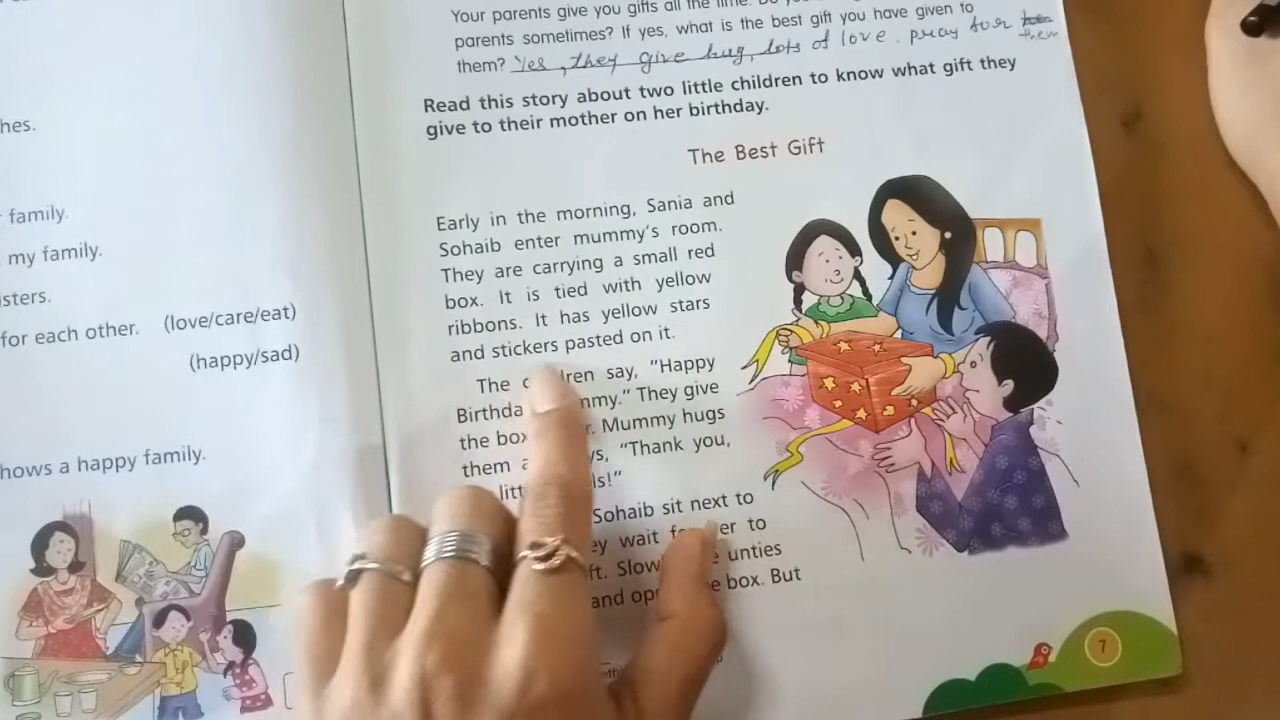 hes.
family.
my family.
isters.
for each other. (love/care/eat)
(happy/sad)
hows a happy family.
Your parents give you gifts all the time.
parents sometimes? If yes, what is the best gift you have given to
them? Yes, they give hug, lots of love. pray for them
Read this story about two little children to know what gift they
give to their mother on her birthday.
The Best Gift
Early in the morning, Sania and
Sohaib enter mummy's room.
They are carrying a small red
box. It is tied with yellow
ribbons. It has yellow stars
and stickers pasted on it.
The say, "Happy
They give
the Mummy hugs
them "Thank you,
Sohaib sit next to
wait to
unties
and box. But
7